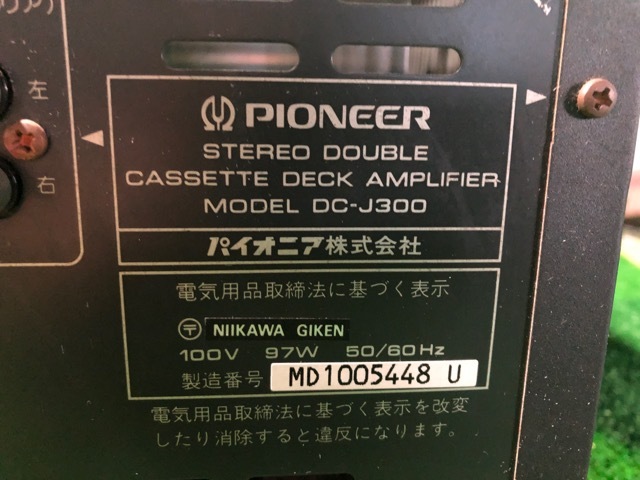 左
右
PIONEER
STEREO DOUBLE
CASSETTE DECK AMPLIFIER
MODEL DC-J300
パイオニア株式会社
電気用品取締法に基づく表示
〒 NIIKAWA GIKEN
100V 97W 50/60Hz
製造番号 MD1005448 U
電気用品取締法に基づく表示を改変
したり消除すると違反になります。